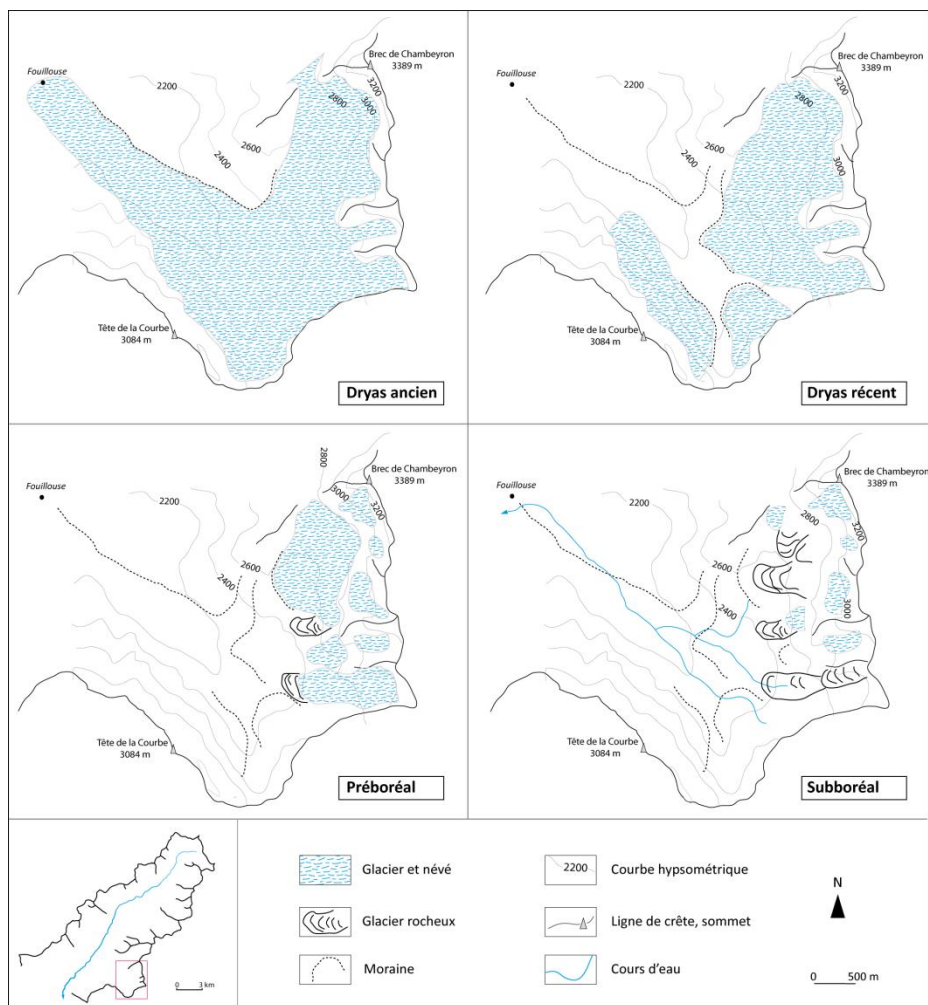 Brec de Chambeyron
3389 m
Fouillouse
2200
3200
3000
2800
2600
2400
Tête de la Courbe
3084 m
Dryas ancien
Brec de Chambeyron
3389 m
Fouillouse
2200
3200
2800
2600
2400
3000
Tête de la Courbe
3084 m
Dryas récent
2800
Brec de Chambeyron
3389 m
Fouillouse
3000
3200
2200
2600
2400
Tête de la Courbe
3084 m
Préboréal
Brec de Chambeyron
3389 m
Fouillouse
2200
2800
3200
2600
2400
3000
Tête de la Courbe
3084 m
Subboréal
0 3 km
Glacier et névé
Glacier rocheux
Moraine
2200
Courbe hypsométrique
Ligne de crête, sommet
Cours d'eau
N
0 500 m